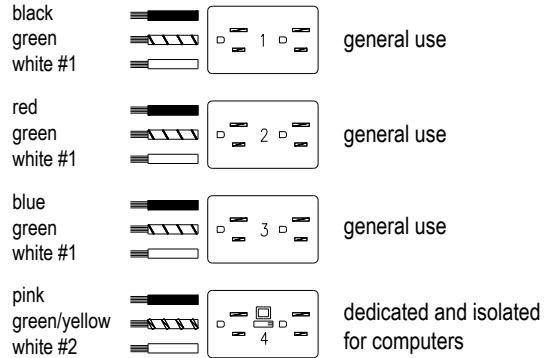 black
green
white #1
1
general use
red
green
white #1
2
general use
blue
green
white #1
3
general use
pink
green/yellow
white #2
4
dedicated and isolated
for computers